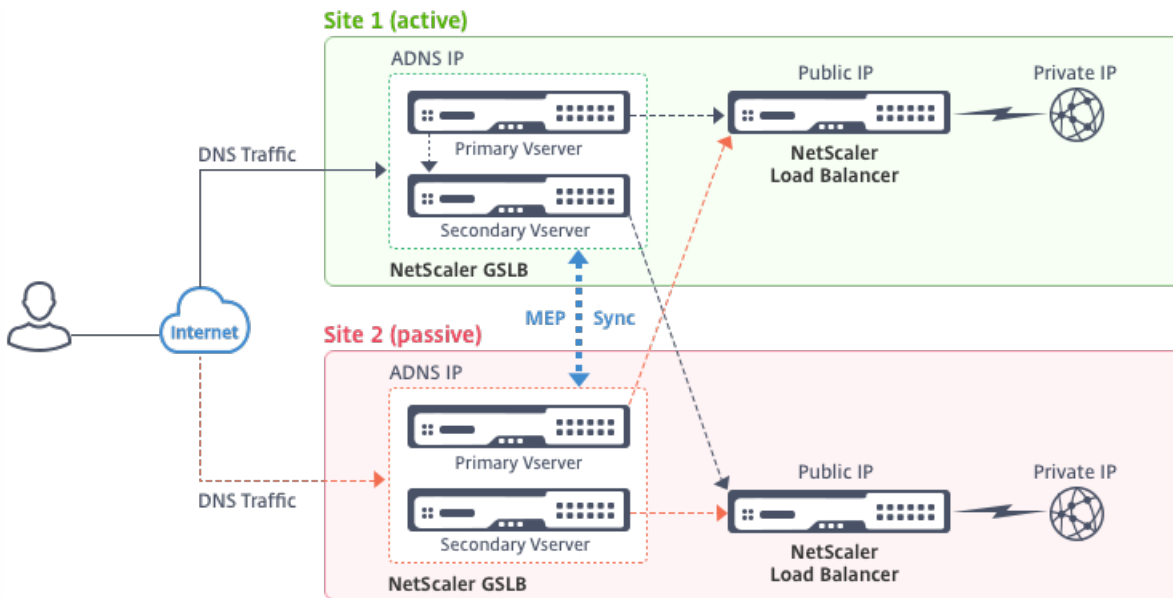 Site 1 (active)
ADNS IP
Public IP
Private IP
Primary Vserver
DNS Traffic
NetScaler
Load Balancer
Secondary Vserver
NetScaler GSLB
MEP Sync
Internet
Site 2 (passive)
ADNS IP
Primary Vserver
Public IP
Private IP
DNS Traffic
Secondary Vserver
NetScaler
Load Balancer
NetScaler GSLB